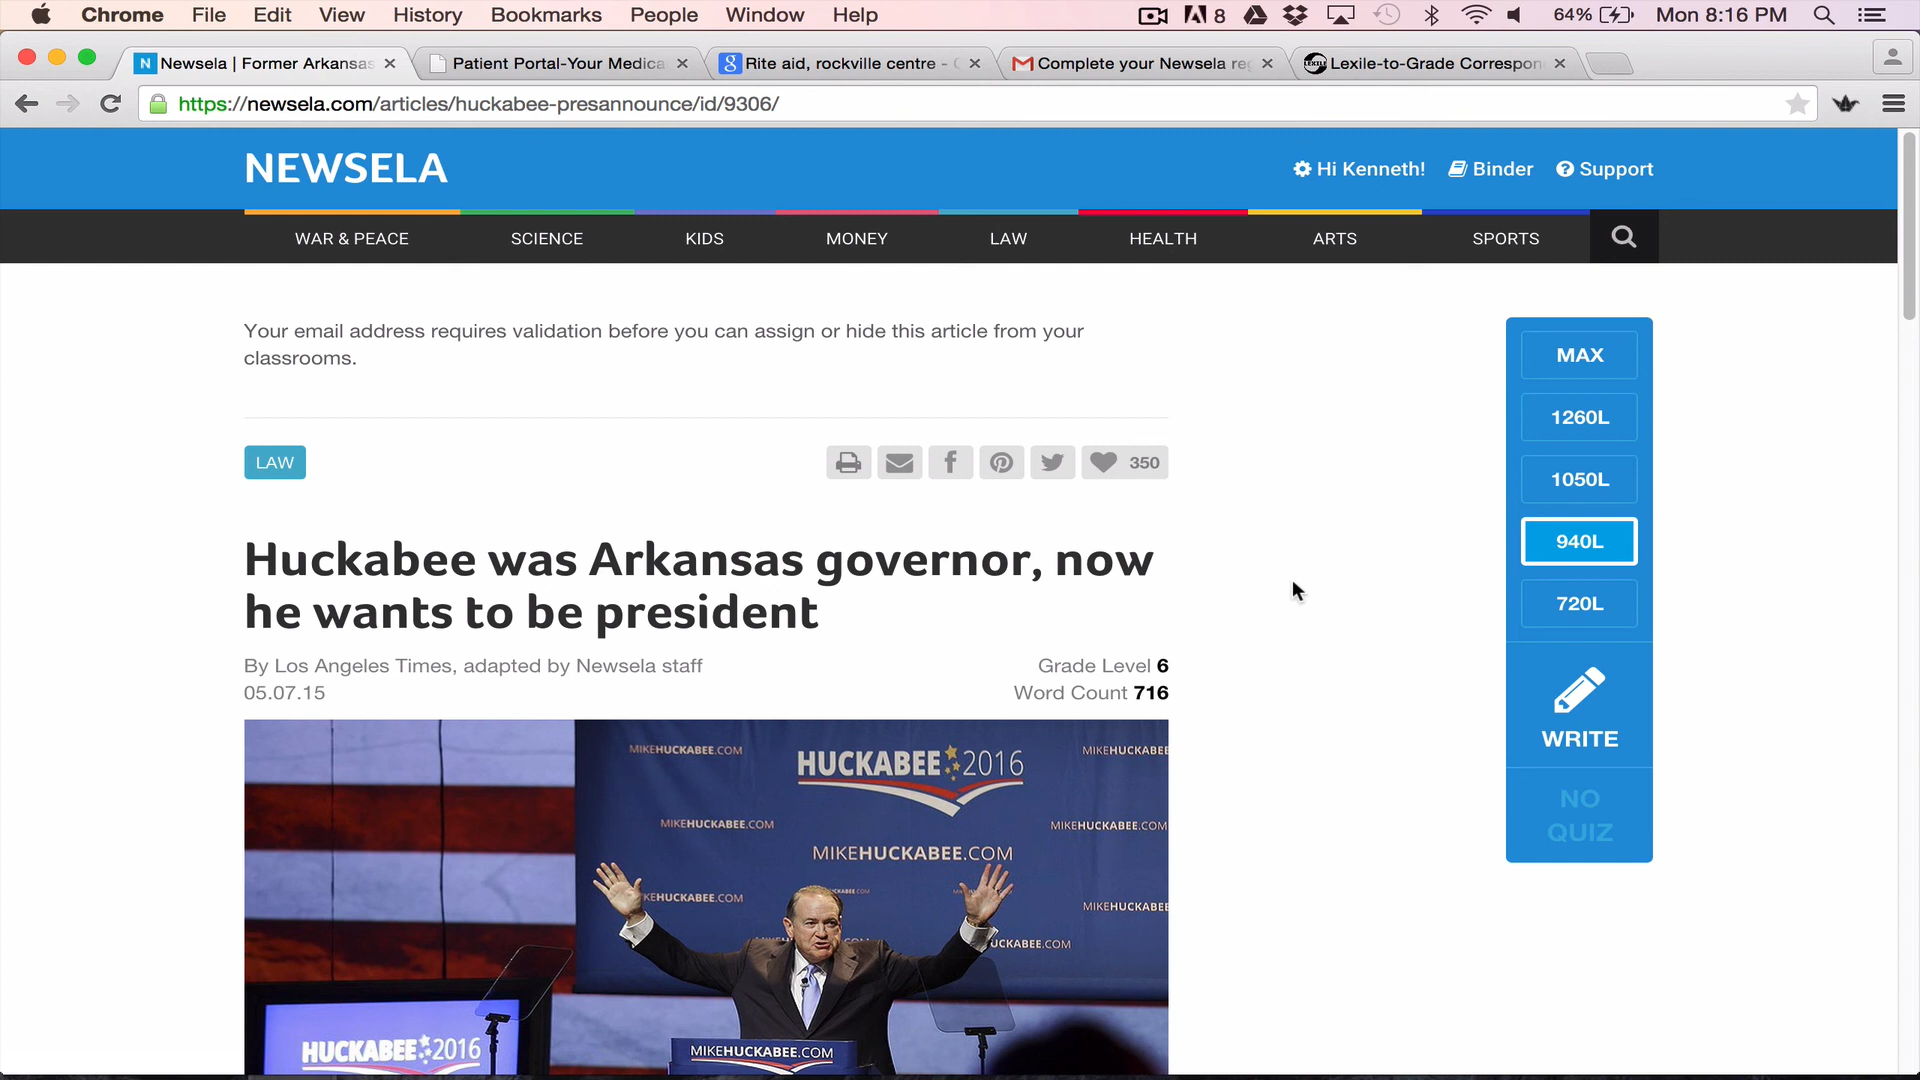 Chrome File Edit View History Bookmarks People Window Help 8 64% Mon 8:16 PM
N Newsela | Former Arkansas Patient Portal-Your Medica Rite aid, rockville centre - Complete your Newsela re Lexile-to-Grade Correspon
https://newsela.com/articles/huckabee-presannounce/id/9306/
NEWSELA Hi Kenneth! Binder Support
WAR & PEACE SCIENCE KIDS MONEY LAW HEALTH ARTS SPORTS
Your email address requires validation before you can assign or hide this article from your
classrooms.
MAX
1260L
1050L
940L
720L
WRITE
NO
QUIZ
LAW 350
Huckabee was Arkansas governor, now
he wants to be president
By Los Angeles Times, adapted by Newsela staff Grade Level 6
05.07.15 Word Count 716
MIKEHUCKABEE.COM HUCKABEE 2016 MIKEHUCKABEE
MIKEHUCKABEE.COM MIKEHUCKABEE.COM
MIKEHUCKABEE.COM
KEHUCKABEE.COM MIKEHUCKABEE
UCKABEE.COM
HUCKABEE 2016 MIKEHUCKABEE.COM